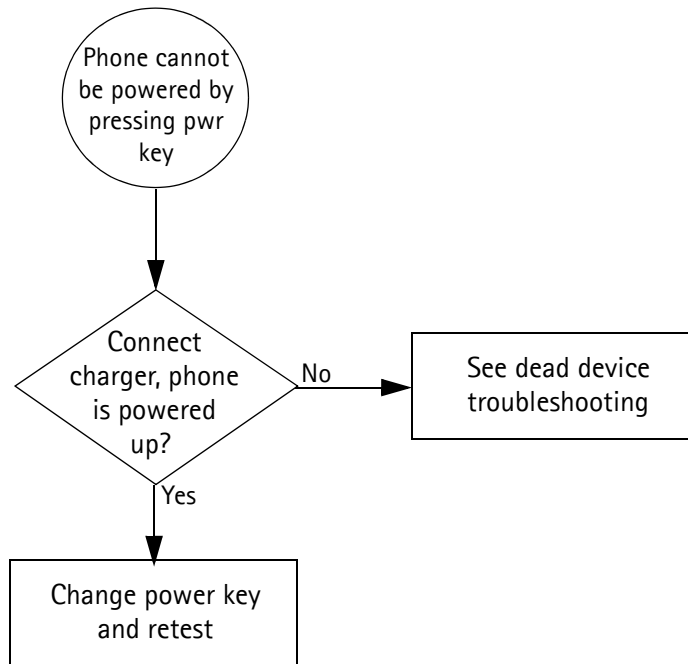 Phone cannot
be powered by
pressing pwr
key
Connect
charger, phone
is powered
up?
No
See dead device
troubleshooting
Yes
Change power key
and retest